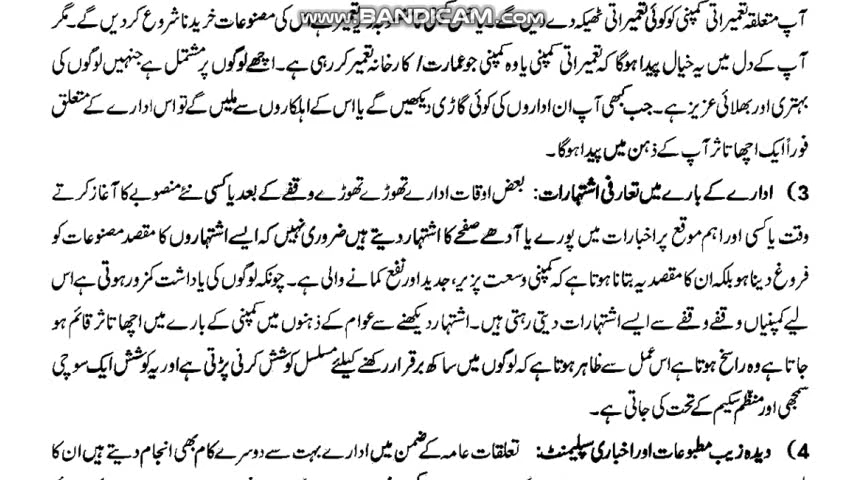 www.BANDICAM.com
آپ متعلقہ تعمیراتی کمپنی کو کوئی تعمیراتی ٹھیکہ دے اس کی مصنوعات خریدنا شروع کر دیں گے۔ مگر
آپ کے دل میں یہ خیال پیدا ہوگا کہ تعمیراتی کمپنی یا وہ کمپنی جو عمارت/ کارخانہ تعمیر کر رہی ہے۔ اچھے لوگوں پر مشتمل ہے جنہیں لوگوں کی
بہتری اور بھلائی عزیز ہے۔ جب کبھی آپ ان اداروں کی کوئی گاڑی دیکھیں گے یا اس کے اہلکاروں سے ملیں گے تو اس ادارے کے متعلق
فوراً ایک اچھا تاثر آپ کے ذہن میں پیدا ہوگا ۔
3) ادارے کے بارے میں تعارفی اشتہارات: بعض اوقات ادارے تھوڑے تھوڑے وقفے کے بعد یا کسی نئے منصوبے کا آغاز کرتے
وقت یا کسی اور اہم موقع پر اخبارات میں پورے یا آدھے صفحے کا اشتہار دیتے ہیں ضروری نہیں کہ ایسے اشتہاروں کا مقصد مصنوعات کو
فروغ دینا ہو بلکہ ان کا مقصد یہ بتانا ہوتا ہے کہ کمپنی وسعت پزیر، جدید اور نفع کمانے والی ہے۔ چونکہ لوگوں کی یاداشت کمزور ہوتی ہے اس
لیے کمپنیاں وقفے وقفے سے ایسے اشتہارات دیتی رہتی ہیں۔ اشتہار دیکھنے سے عوام کے ذہنوں میں کمپنی کے بارے میں اچھا تاثر قائم ہو
جاتا ہے وہ راسخ ہوتا ہے اس عمل سے ظاہر ہوتا ہے کہ لوگوں میں ساکھ برقرار رکھنے کیلئے مسلسل کوشش کرنی پڑتی ہے اور یہ کوشش ایک سوچی
سمجھی اور منظم سکیم کے تحت کی جاتی ہے۔
4) دیدہ زیب مطبوعات اور اخباری سپلیمنٹ: تعلقات عامہ کے ضمن میں ادارے بہت سے دوسرے کام بھی انجام دیتے ہیں ان کا